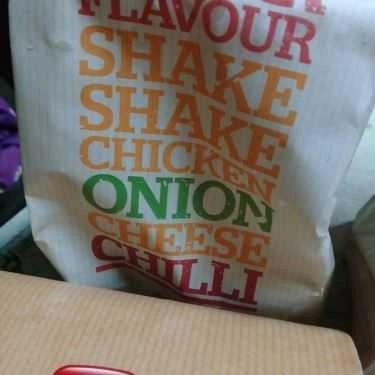 FLAVOUR
SHAKE
SHAKE
CHICKEN
ONION
CHEESE
CHILLI